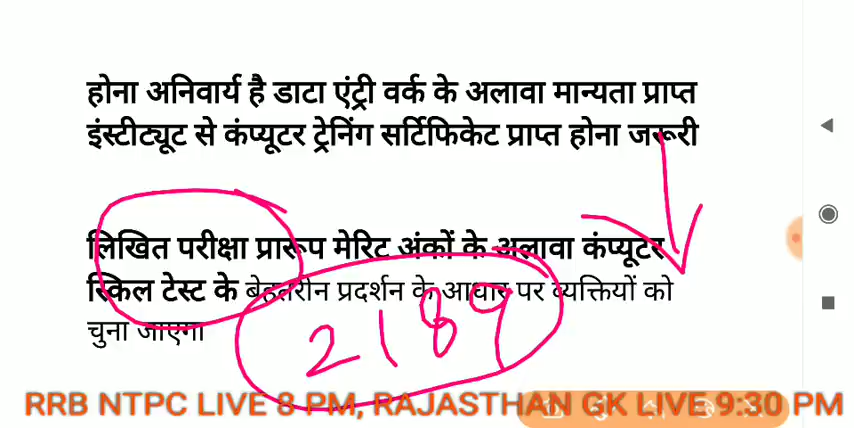 होना अनिवार्य है डाटा एंट्री वर्क के अलावा मान्यता प्राप्त
इंस्टीट्यूट से कंप्यूटर ट्रेनिंग सर्टिफिकेट प्राप्त होना जरूरी
लिखित परीक्षा प्रारूप मेरिट अंकों के अलावा कंप्यूटर
स्किल टेस्ट के बेहतरीन प्रदर्शन के आधार पर व्यक्तियों को
चुना जाएगा
2189
RRB NTPC LIVE 8 PM, RAJASTHAN GK LIVE 9:30 PM